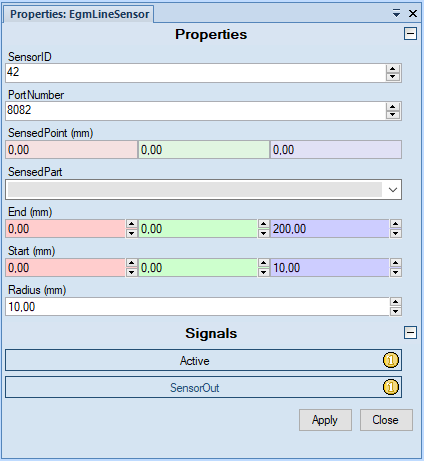 Properties: EgmLineSensor
Properties
SensorID
42
PortNumber
8082
SensedPoint (mm)
0,00 0,00 0,00
SensedPart
End (mm)
0,00 0,00 200,00
Start (mm)
0,00 0,00 10,00
Radius (mm)
10,00
Signals
Active
SensorOut
Apply Close